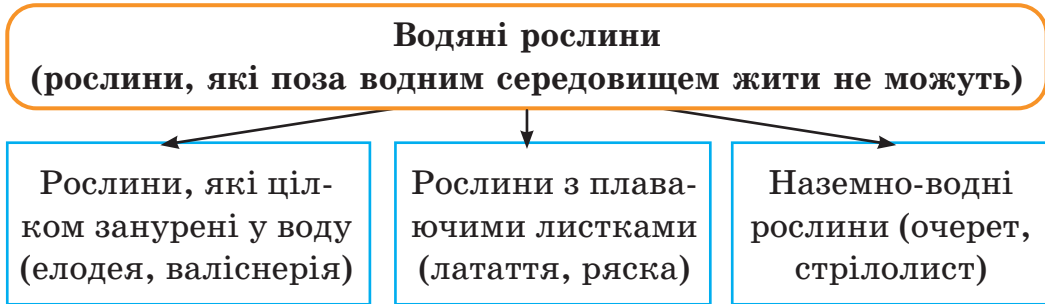 Водяні рослини
(рослини, які поза водним середовищем жити не можуть)
Рослини, які ціл-
ком занурені у воду
(елодея, валіснерія)
Рослини з плава-
ючими листками
(латаття, ряска)
Наземно-водні
рослини (очерет,
стрілолист)